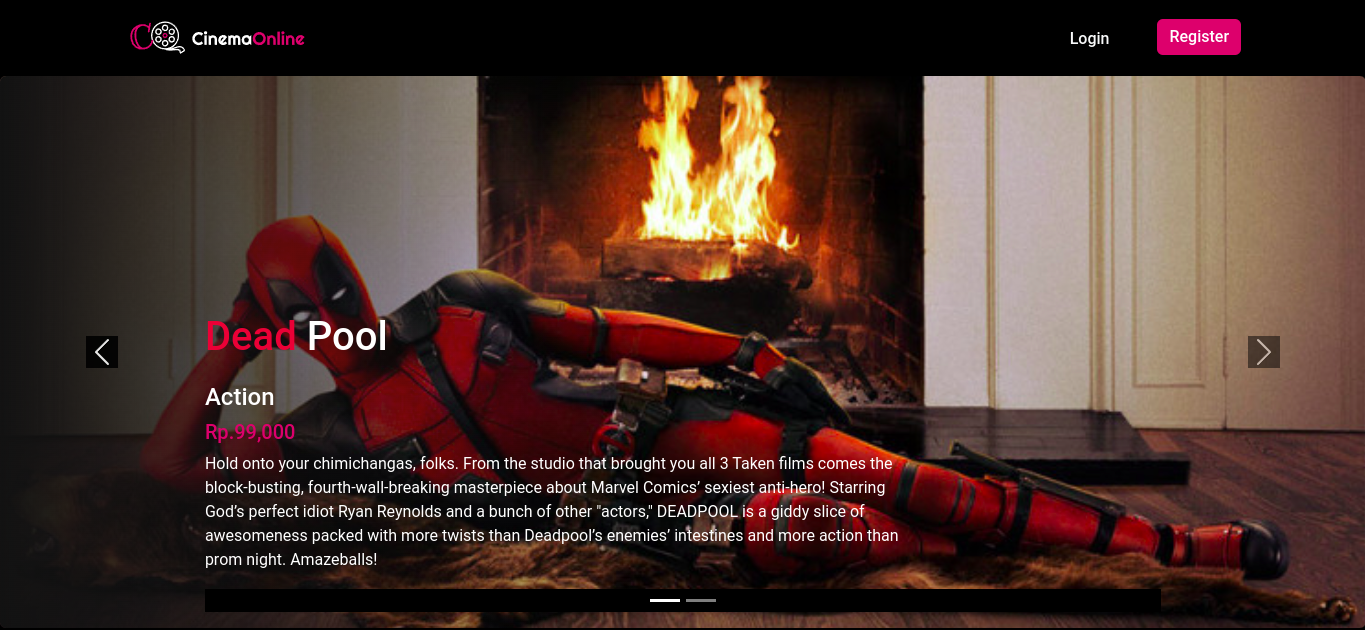 CinemaOnline
Login
Register
Dead Pool
Action
Rp.99,000
Hold onto your chimichangas, folks. From the studio that brought you all 3 Taken films comes the
block-busting, fourth-wall-breaking masterpiece about Marvel Comics’ sexiest anti-hero! Starring
God’s perfect idiot Ryan Reynolds and a bunch of other "actors," DEADPOOL is a giddy slice of
awesomeness packed with more twists than Deadpool’s enemies’ intestines and more action than
prom night. Amazeballs!